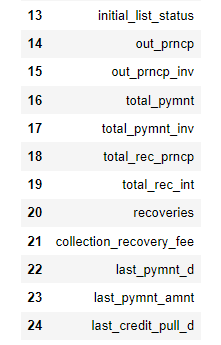 13 initial_list_status
14 out_prncp
15 out_prncp_inv
16 total_pymnt
17 total_pymnt_inv
18 total_rec_prncp
19 total_rec_int
20 recoveries
21 collection_recovery_fee
22 last_pymnt_d
23 last_pymnt_amnt
24 last_credit_pull_d